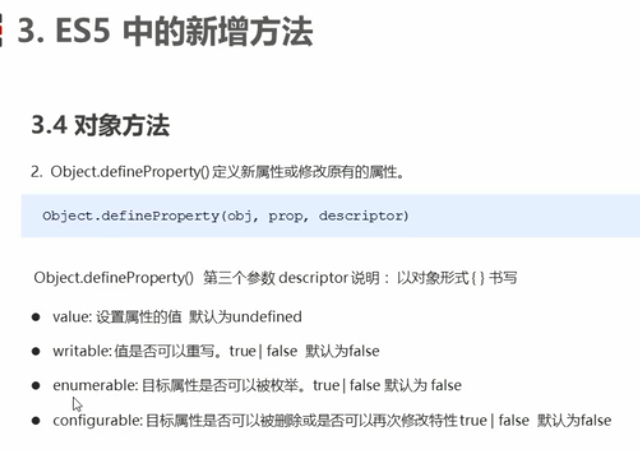 3. ES5 中的新增方法
3.4 对象方法
2. Object.defineProperty() 定义新属性或修改原有的属性。
Object.defineProperty(obj, prop, descriptor)
Object.defineProperty() 第三个参数 descriptor 说明： 以对象形式 { } 书写
● value: 设置属性的值 默认为undefined
● writable: 值是否可以重写。true | false 默认为false
● enumerable: 目标属性是否可以被枚举。true | false 默认为 false
● configurable: 目标属性是否可以被删除或是否可以再次修改特性 true | false 默认为false